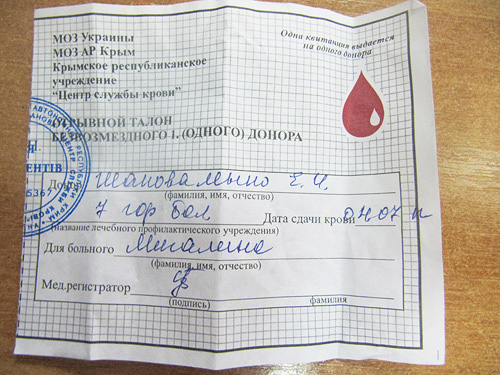 Одна квитанция выдается
на одного донора
МОЗ Украины
МОЗ АР Крым
Крымское республиканское
учреждение
"Центр службы крови"
ОТРЫВНОЙ ТАЛОН
БЕЗВОЗМЕЗДНОГО 1. (ОДНОГО) ДОНОРА
(фамилия, имя, отчество)
7 гор бол Дата сдачи крови
(название лечебного профилактического учреждения)
Для больного
(фамилия, имя, отчество)
Мед.регистратор
(подпись) фамилия